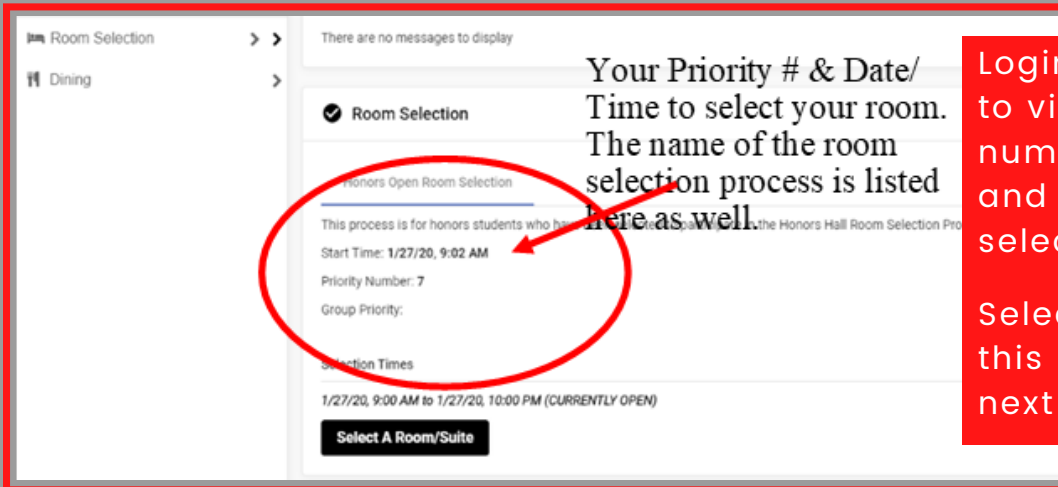 Room Selection
Dining
There are no messages to display
Your Priority # & Date/
Time to select your room.
The name of the room
selection process is listed
here as well.
Room Selection
Honors Open Room Selection
This process is for honors students who in the Honors Hall Room Selection Pro
Start Time: 1/27/20, 9:02 AM
Priority Number: 7
Group Priority:
Selection Times
1/27/20, 9:00 AM to 1/27/20, 10:00 PM (CURRENTLY OPEN)
Select A Room/Suite
Login
to vi
num
and
selec
Selec
this
next